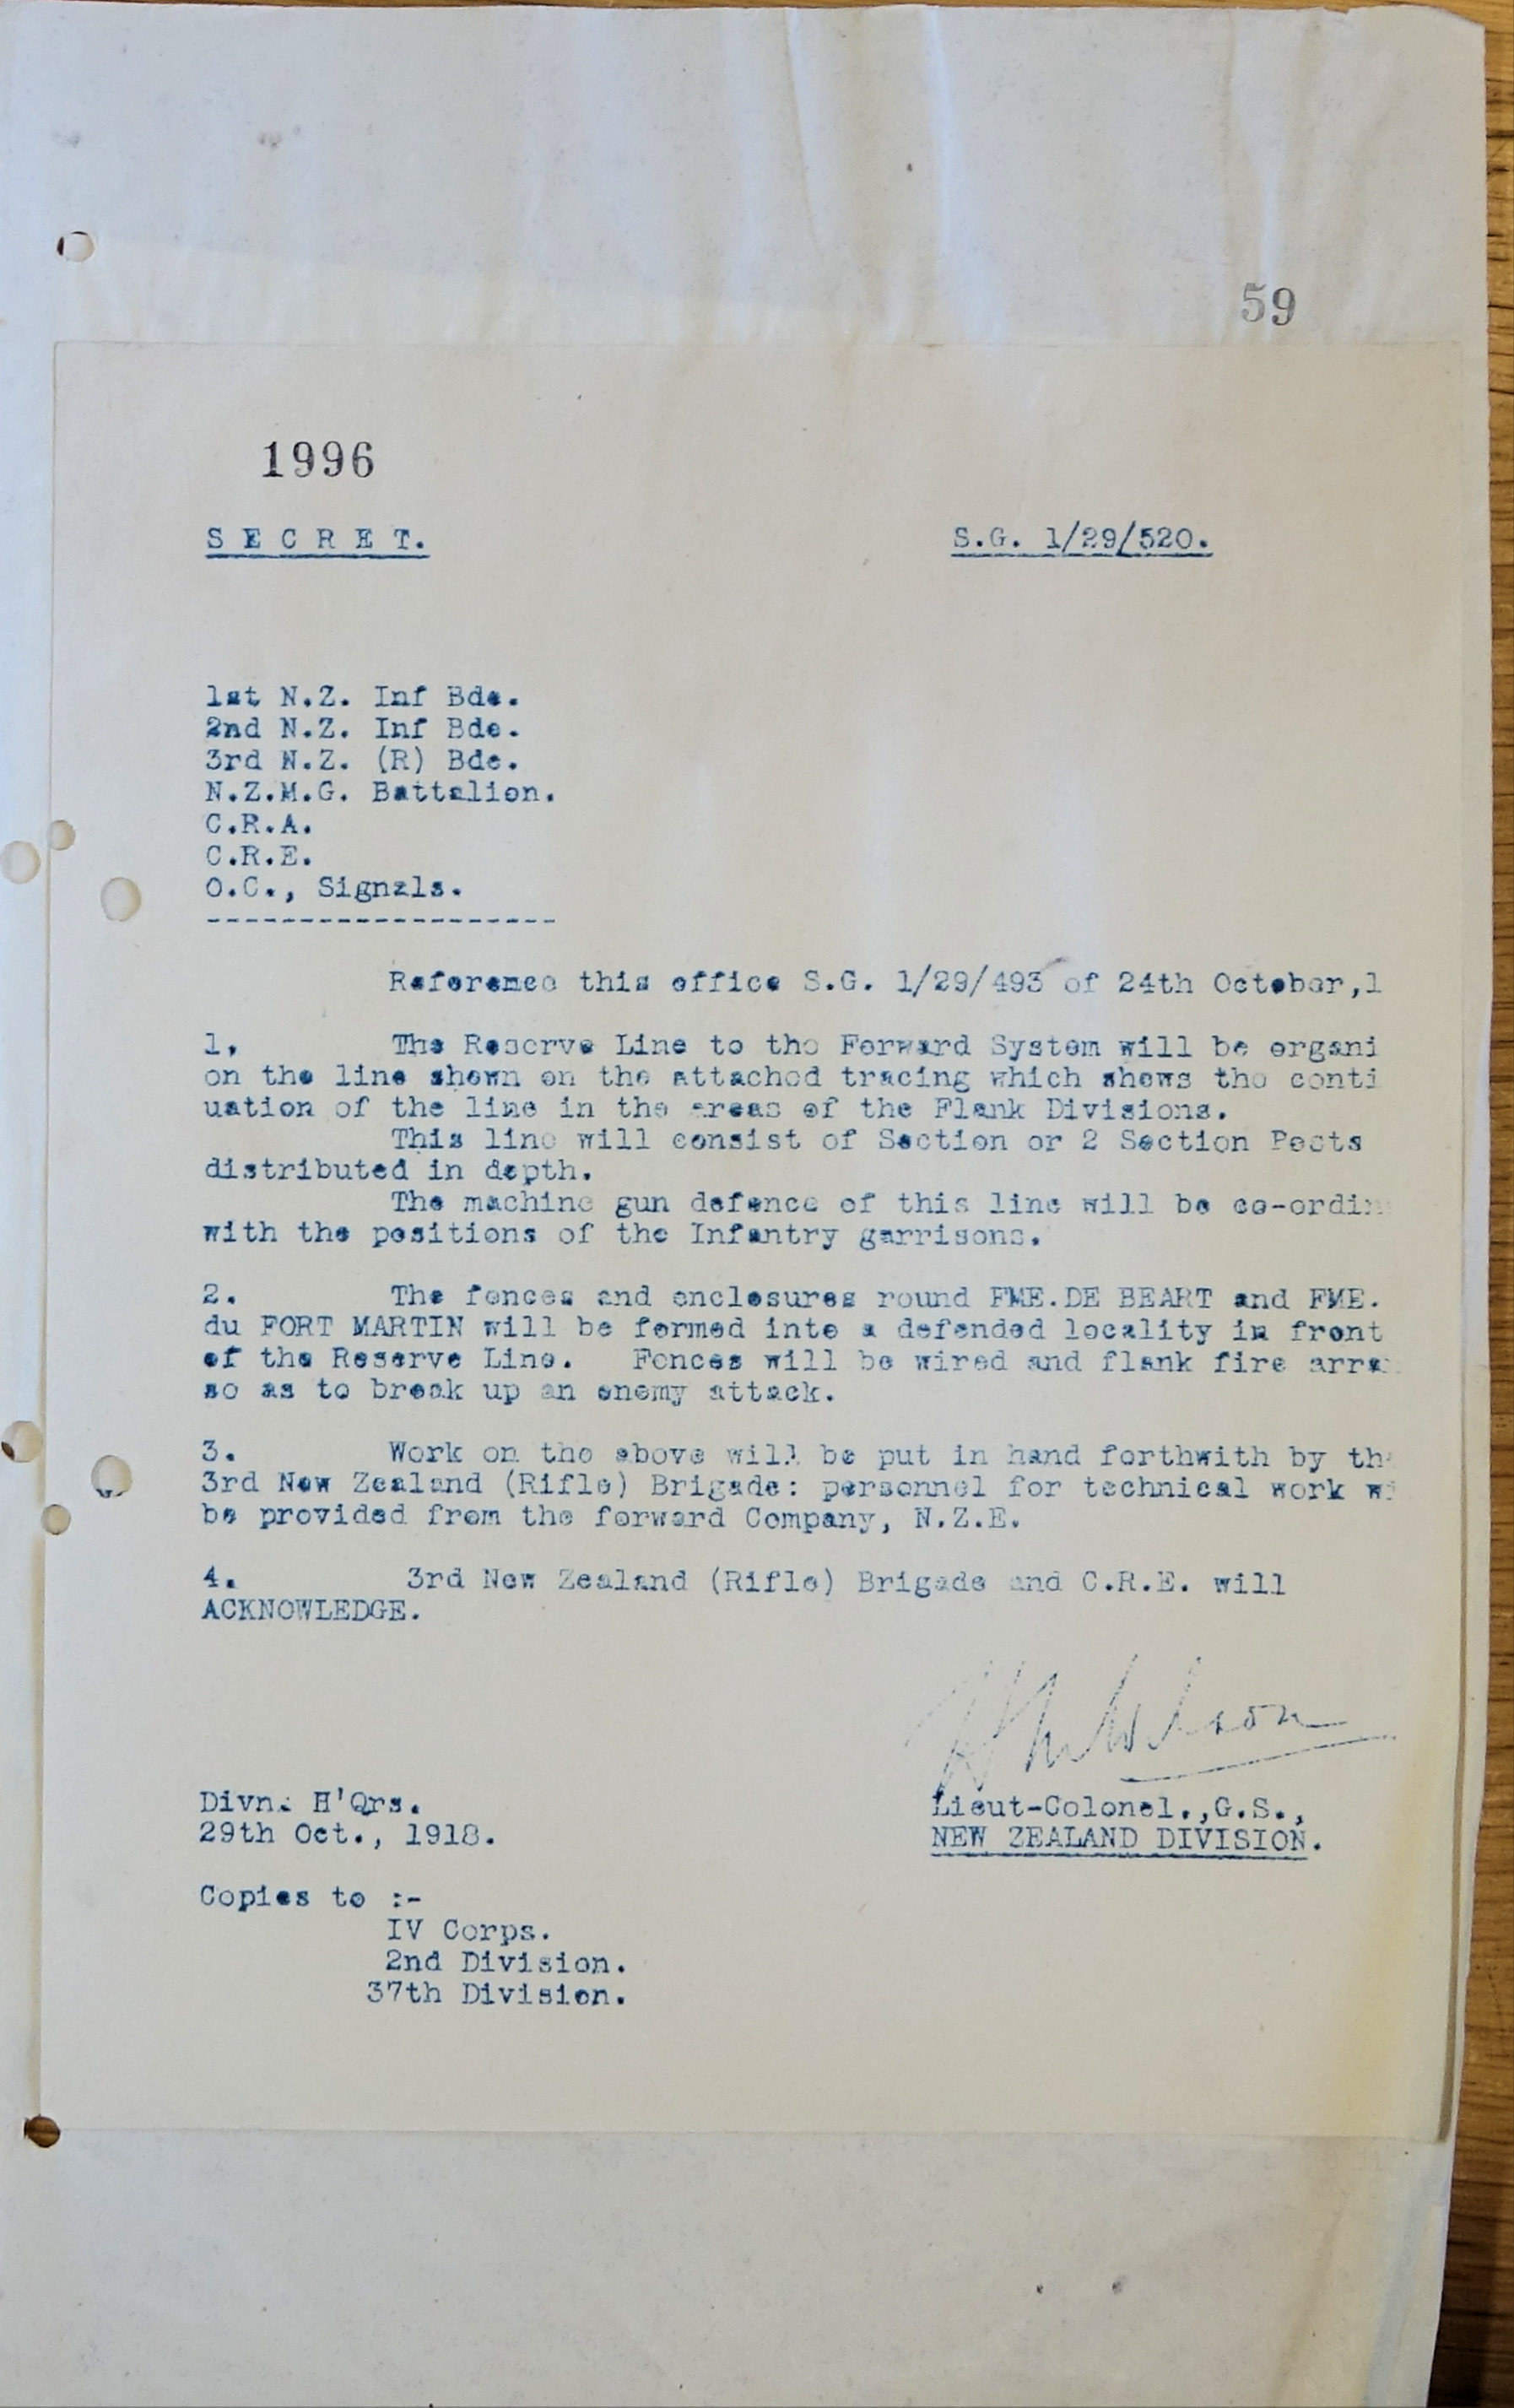 59
1996
S E C R E T.
S.G. 1/29/520.
1st N.Z. Inf Bde.
2nd N.Z. Inf Bde.
3rd N.Z. (R) Bde.
N.Z.M.G. Battalion.
C.R.A.
C.R.E.
O.C., Signals.
-------------------
Reference this office S.G. 1/29/493 of 24th October,1
1. The Reserve Line to the Forward System will be organi
on the line shown on the attached tracing which shows the conti
uation of the line in the areas of the Flank Divisions.
This line will consist of Section or 2 Section Posts
distributed in depth.
The machine gun defence of this line will be co-ordin
with the positions of the Infantry garrisons.
2. The fences and enclosures round FME.DE BEART and FME.
du FORT MARTIN will be formed into a defended locality in front
of the Reserve Line. Fences will be wired and flank fire arra
so as to break up an enemy attack.
3. Work on the above will be put in hand forthwith by th
3rd New Zealand (Rifle) Brigade: personnel for technical work wi
be provided from the forward Company, N.Z.E.
4. 3rd New Zealand (Rifle) Brigade and C.R.E. will
ACKNOWLEDGE.
Divn. H'Qrs.
29th Oct., 1918.
Lieut-Colonel.,G.S.,
NEW ZEALAND DIVISION.
Copies to :-
IV Corps.
2nd Division.
37th Division.